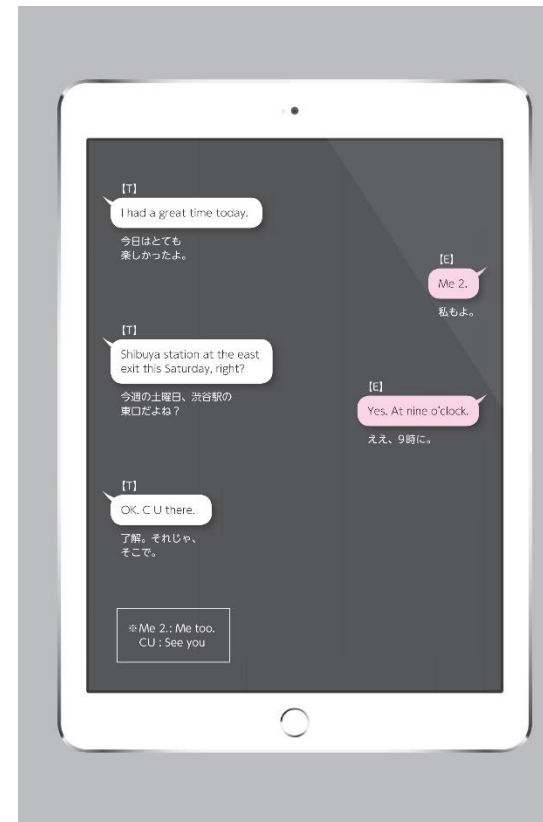 【T】
I had a great time today.
今日はとても
楽しかったよ。
【E】
Me 2.
私もよ。
【T】
Shibuya station at the east
exit this Saturday, right?
今週の土曜日、渋谷駅の
東口だよね？
【E】
Yes. At nine o'clock.
ええ、9時に。
【T】
OK. C U there.
了解。それじゃ、
そこで。
※Me 2.: Me too.
CU : See you